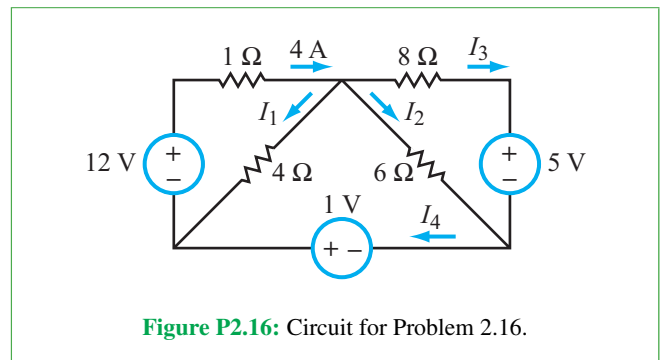 1 Ω 4 A 8 Ω I3
I1 I2
12 V + − 4 Ω 6 Ω + − 5 V
1 V I4
+ −
Figure P2.16: Circuit for Problem 2.16.